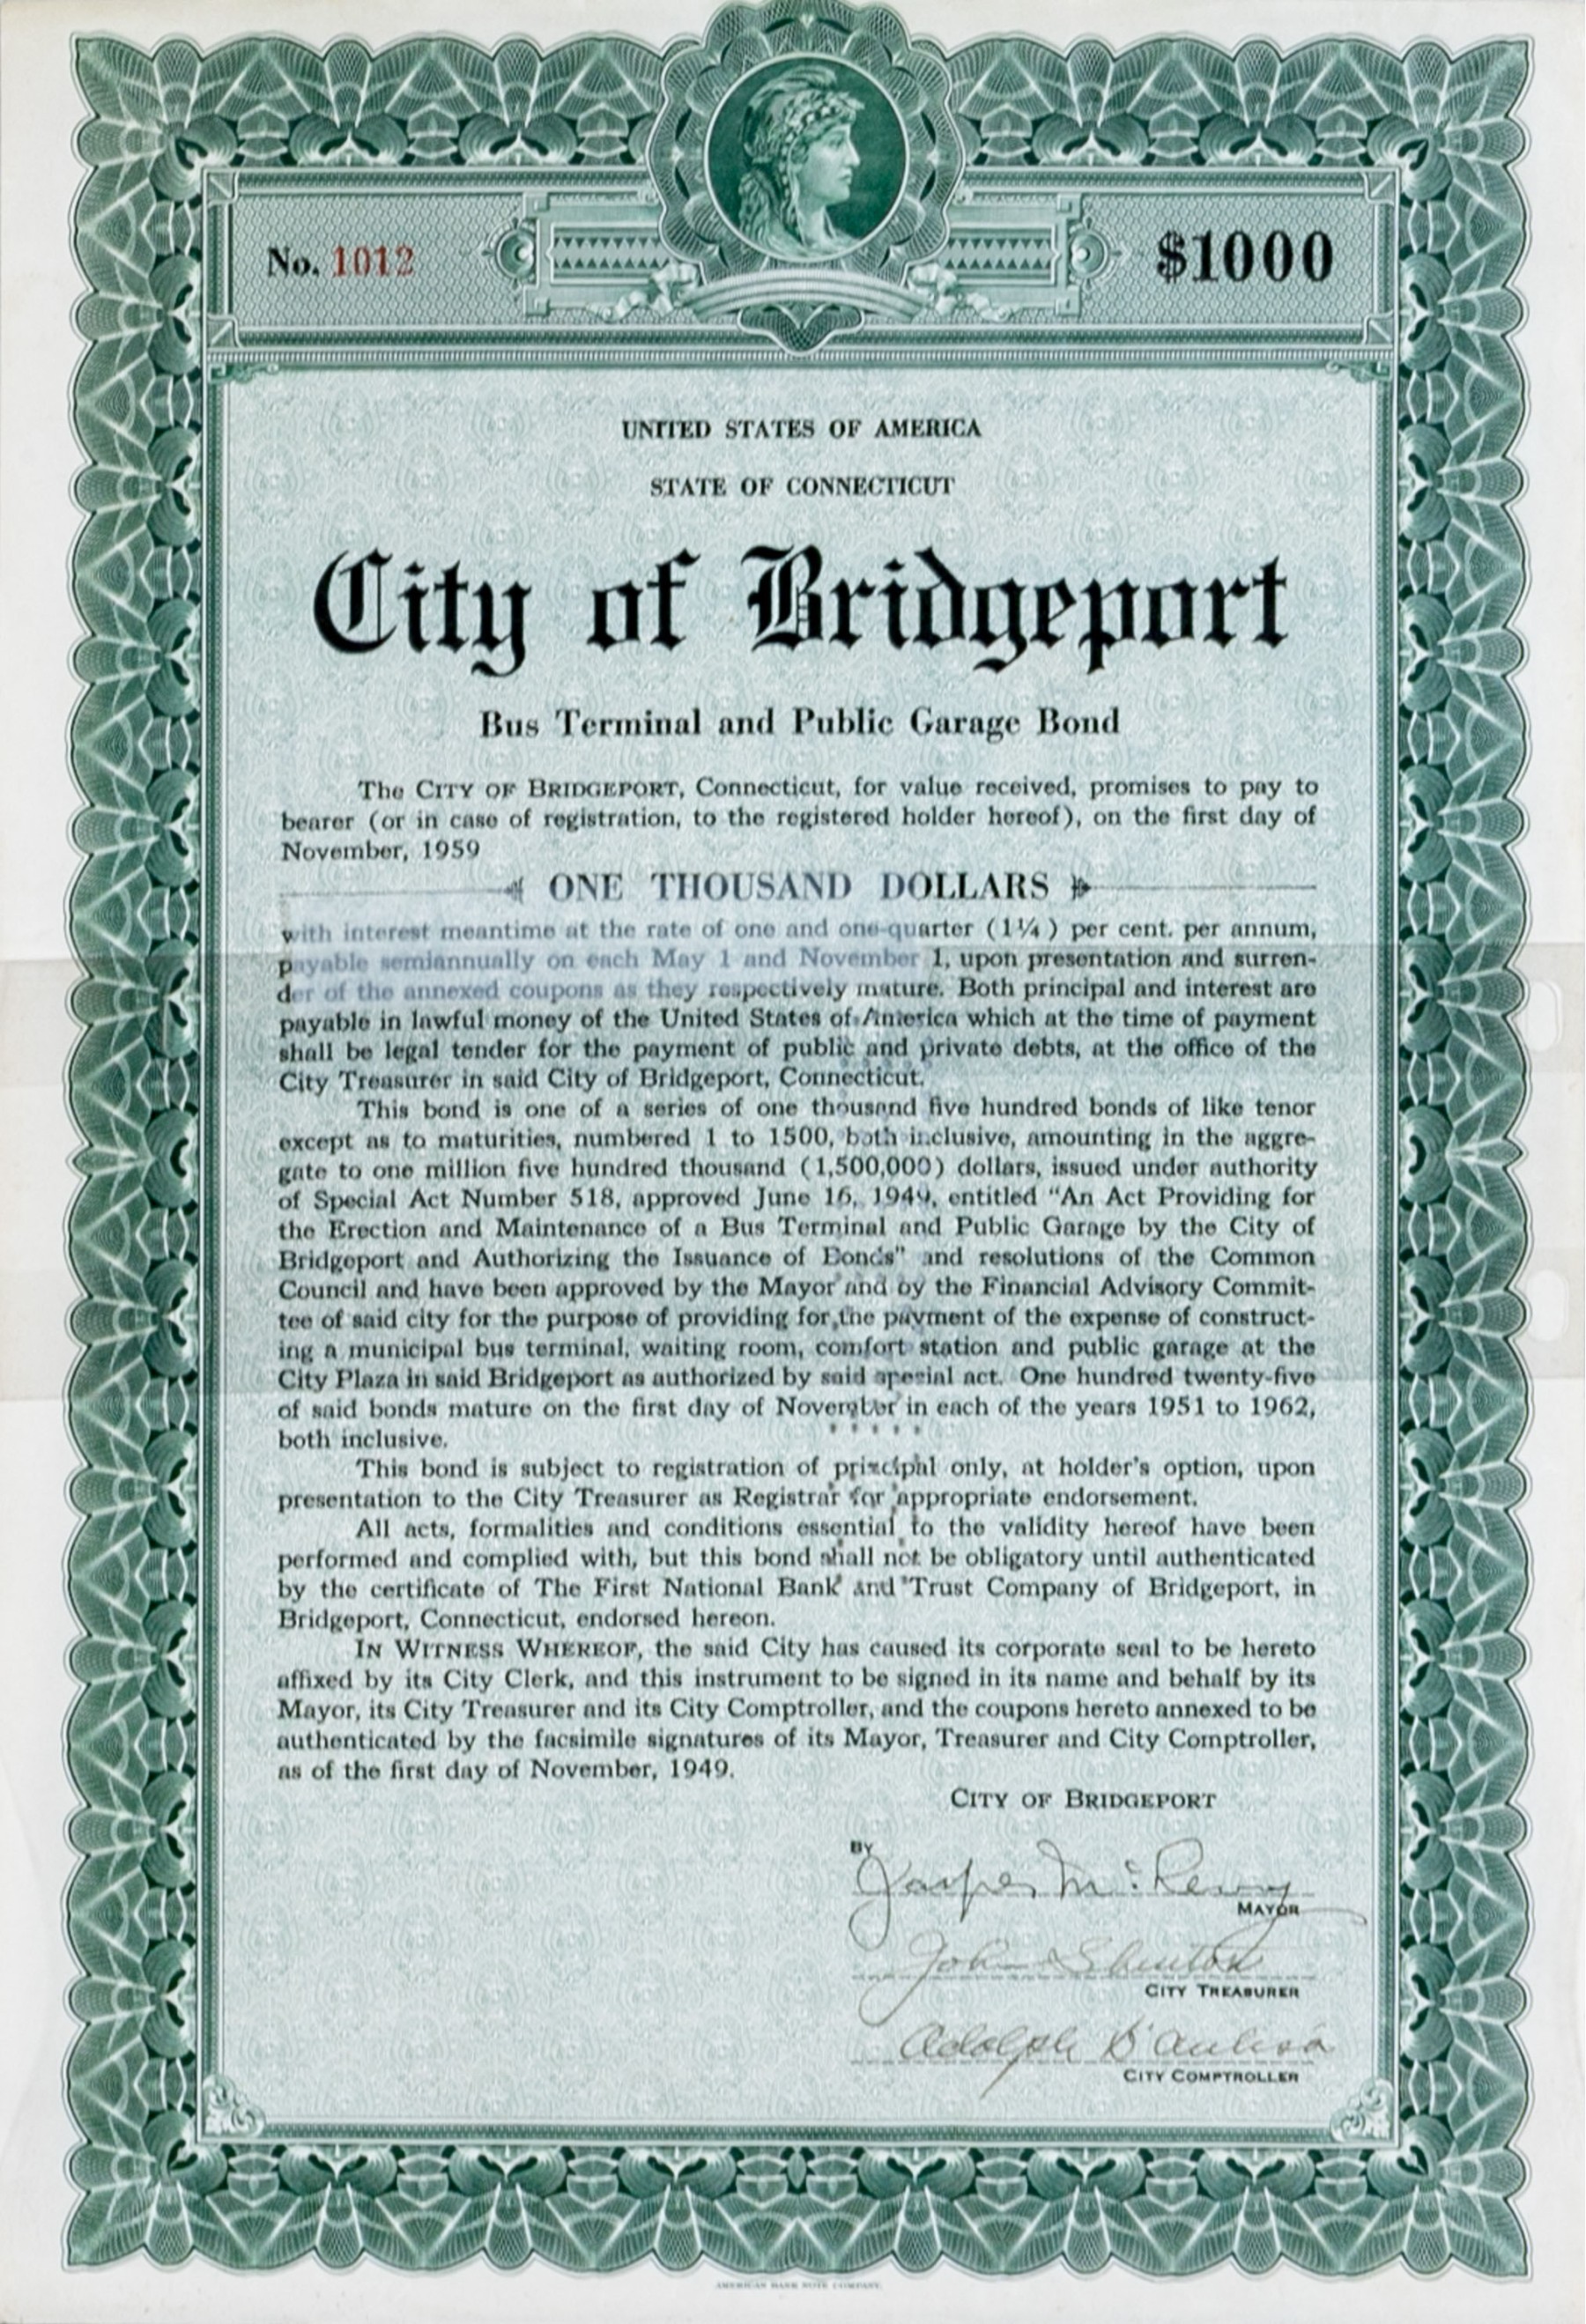 No. 1012
$1000
UNITED STATES OF AMERICA
STATE OF CONNECTICUT
City of Bridgeport
Bus Terminal and Public Garage Bond
The CITY OF BRIDGEPORT, Connecticut, for value received, promises to pay to
bearer (or in case of registration, to the registered holder hereof), on the first day of
November, 1959
ONE THOUSAND DOLLARS
with interest meantime at the rate of one and one-quarter (1¼) per cent. per annum,
payable semiannually on each May 1 and November 1, upon presentation and surren-
der of the annexed coupons as they respectively mature. Both principal and interest are
payable in lawful money of the United States of America which at the time of payment
shall be legal tender for the payment of public and private debts, at the office of the
City Treasurer in said City of Bridgeport, Connecticut.
This bond is one of a series of one thousand five hundred bonds of like tenor
except as to maturities, numbered 1 to 1500, both inclusive, amounting in the aggre-
gate to one million five hundred thousand (1,500,000) dollars, issued under authority
of Special Act Number 518, approved June 16, 1949, entitled "An Act Providing for
the Erection and Maintenance of a Bus Terminal and Public Garage by the City of
Bridgeport and Authorizing the Issuance of Bonds" and resolutions of the Common
Council and have been approved by the Mayor and by the Financial Advisory Commit-
tee of said city for the purpose of providing for the payment of the expense of construct-
ing a municipal bus terminal, waiting room, comfort station and public garage at the
City Plaza in said Bridgeport as authorized by said special act. One hundred twenty-five
of said bonds mature on the first day of November in each of the years 1951 to 1962,
both inclusive.
This bond is subject to registration of principal only, at holder's option, upon
presentation to the City Treasurer as Registrar for appropriate endorsement.
All acts, formalities and conditions essential to the validity hereof have been
performed and complied with, but this bond shall not be obligatory until authenticated
by the certificate of The First National Bank and Trust Company of Bridgeport, in
Bridgeport, Connecticut, endorsed hereon.
IN WITNESS WHEREOF, the said City has caused its corporate seal to be hereto
affixed by its City Clerk, and this instrument to be signed in its name and behalf by its
Mayor, its City Treasurer and its City Comptroller, and the coupons hereto annexed to be
authenticated by the facsimile signatures of its Mayor, Treasurer and City Comptroller,
as of the first day of November, 1949.
CITY OF BRIDGEPORT
BY
Jasper McLevy
MAYOR
John Shenton
CITY TREASURER
Adolph D'Aulisa
CITY COMPTROLLER
AMERICAN BANK NOTE COMPANY.